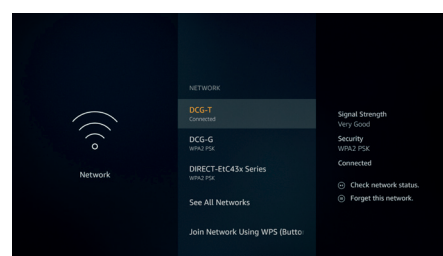 NETWORK
DCG-T
Connected
DCG-G
WPA2 PSK
DIRECT-EtC43x Series
WPA2 PSK
See All Networks
Join Network Using WPS (Button
Network
Signal Strength
Very Good
Security
WPA2 PSK
Connected
Check network status.
Forget this network.